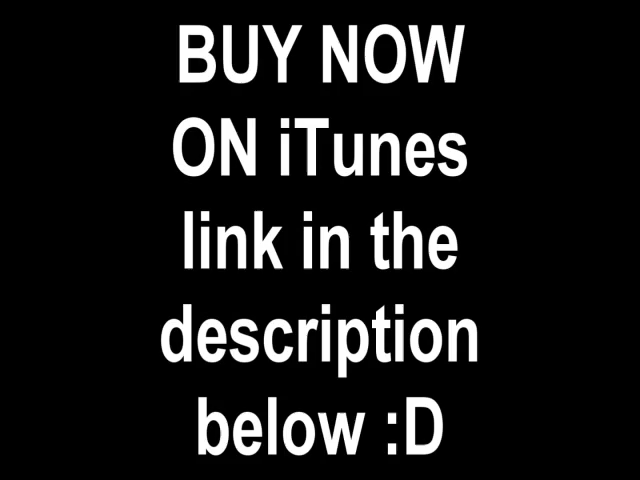 BUY NOW
ON iTunes
link in the
description
below :D